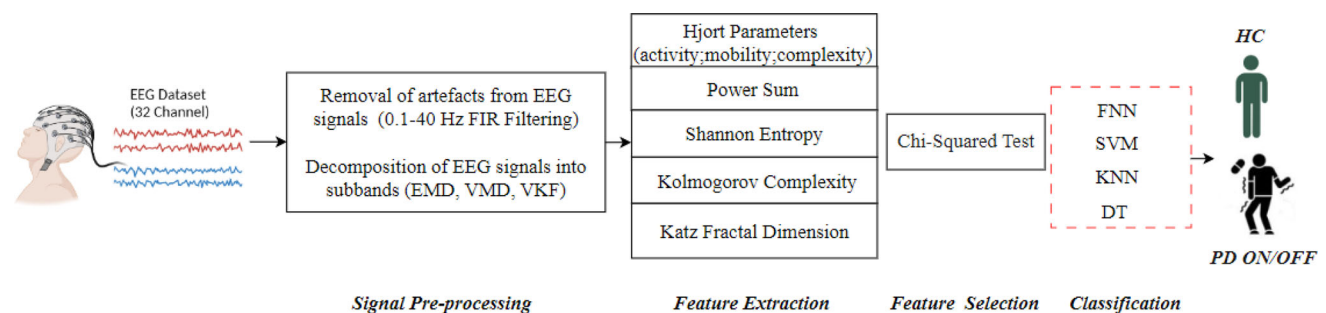 EEG Dataset
(32 Channel)
Removal of artefacts from EEG
signals (0.1-40 Hz FIR Filtering)
Decomposition of EEG signals into
subbands (EMD, VMD, VKF)
Hjort Parameters
(activity;mobility;complexity)
Power Sum
Shannon Entropy
Kolmogorov Complexity
Katz Fractal Dimension
Chi-Squared Test
FNN
SVM
KNN
DT
HC
PD ON/OFF
Signal Pre-processing
Feature Extraction
Feature Selection
Classification